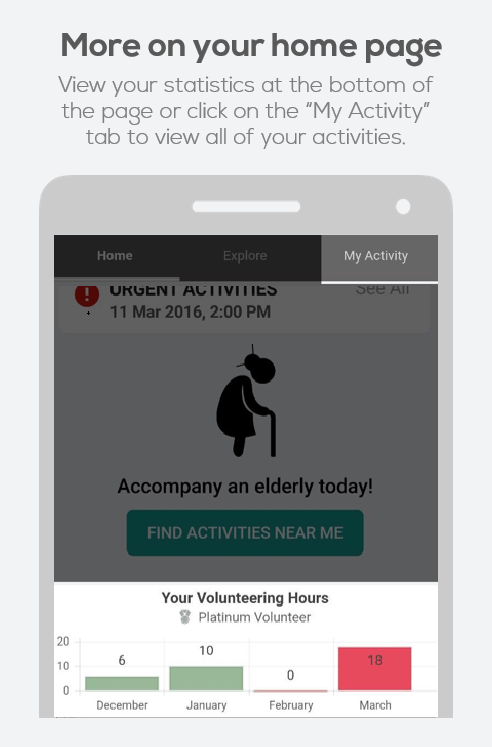 More on your home page
View your statistics at the bottom of
the page or click on the “My Activity”
tab to view all of your activities.
Home Explore My Activity
URGENT ACTIVITIES See All
11 Mar 2016, 2:00 PM
Accompany an elderly today!
FIND ACTIVITIES NEAR ME
Your Volunteering Hours
Platinum Volunteer
20
10
0
6 10 0 18
December January February March